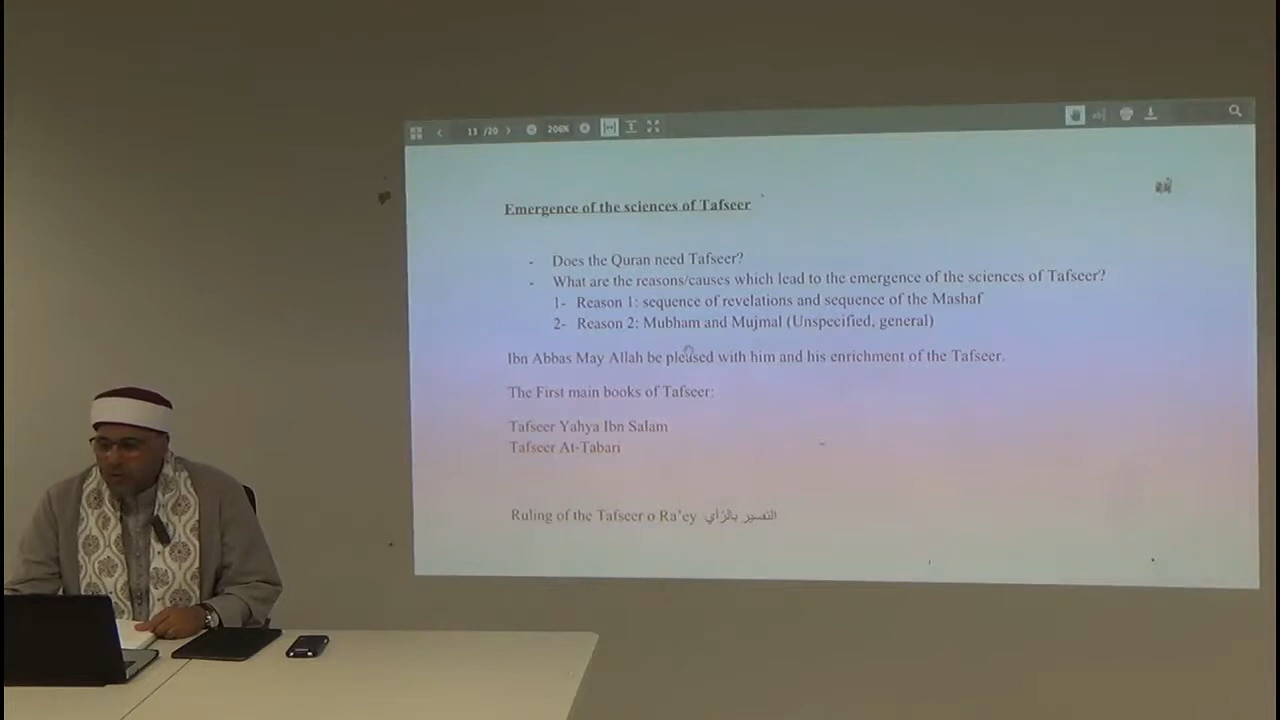 13 /20
206%
Emergence of the sciences of Tafseer
- Does the Quran need Tafseer?
- What are the reasons/causes which lead to the emergence of the sciences of Tafseer?
1- Reason 1: sequence of revelations and sequence of the Mashaf
2- Reason 2: Mubham and Mujmal (Unspecified, general)
Ibn Abbas May Allah be pleased with him and his enrichment of the Tafseer.
The First main books of Tafseer:
Tafseer Yahya Ibn Salam
Tafseer At-Tabari
Ruling of the Tafseer o Ra'ey التفسير بالرأي